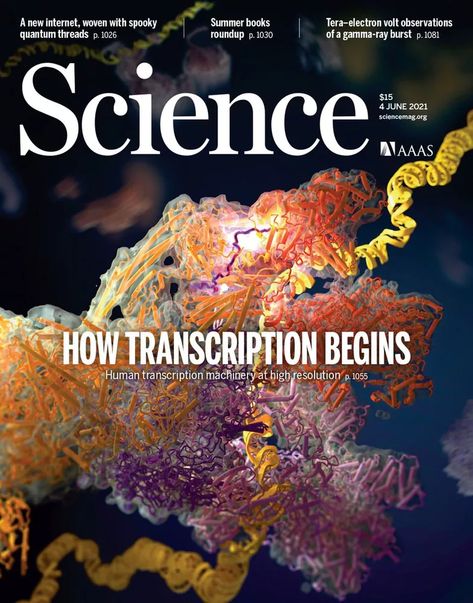 A new internet, woven with spooky
quantum threads p. 1026
Summer books
roundup p. 1030
Tera–electron volt observations
of a gamma-ray burst p. 1081
Science
$15
4 JUNE 2021
sciencemag.org
AAAS
HOW TRANSCRIPTION BEGINS
Human transcription machinery at high resolution p. 1055